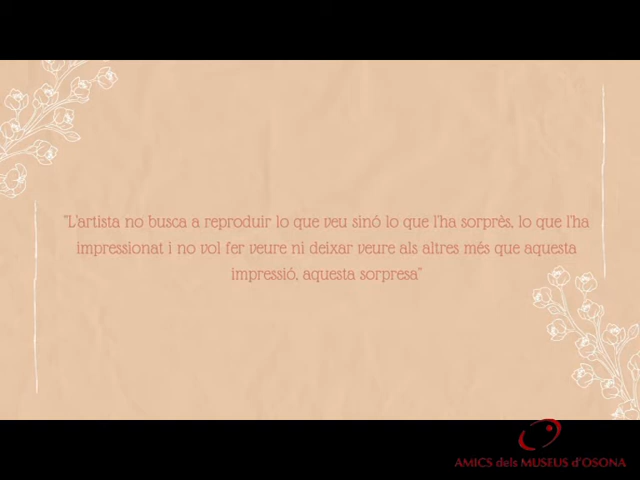 "L'artista no busca a reproduir lo que veu sinó lo que l'ha sorprès, lo que l'ha
impressionat i no vol fer veure ni deixar veure als altres més que aquesta
impressió, aquesta sorpresa"
AMICS dels MUSEUS d'OSONA